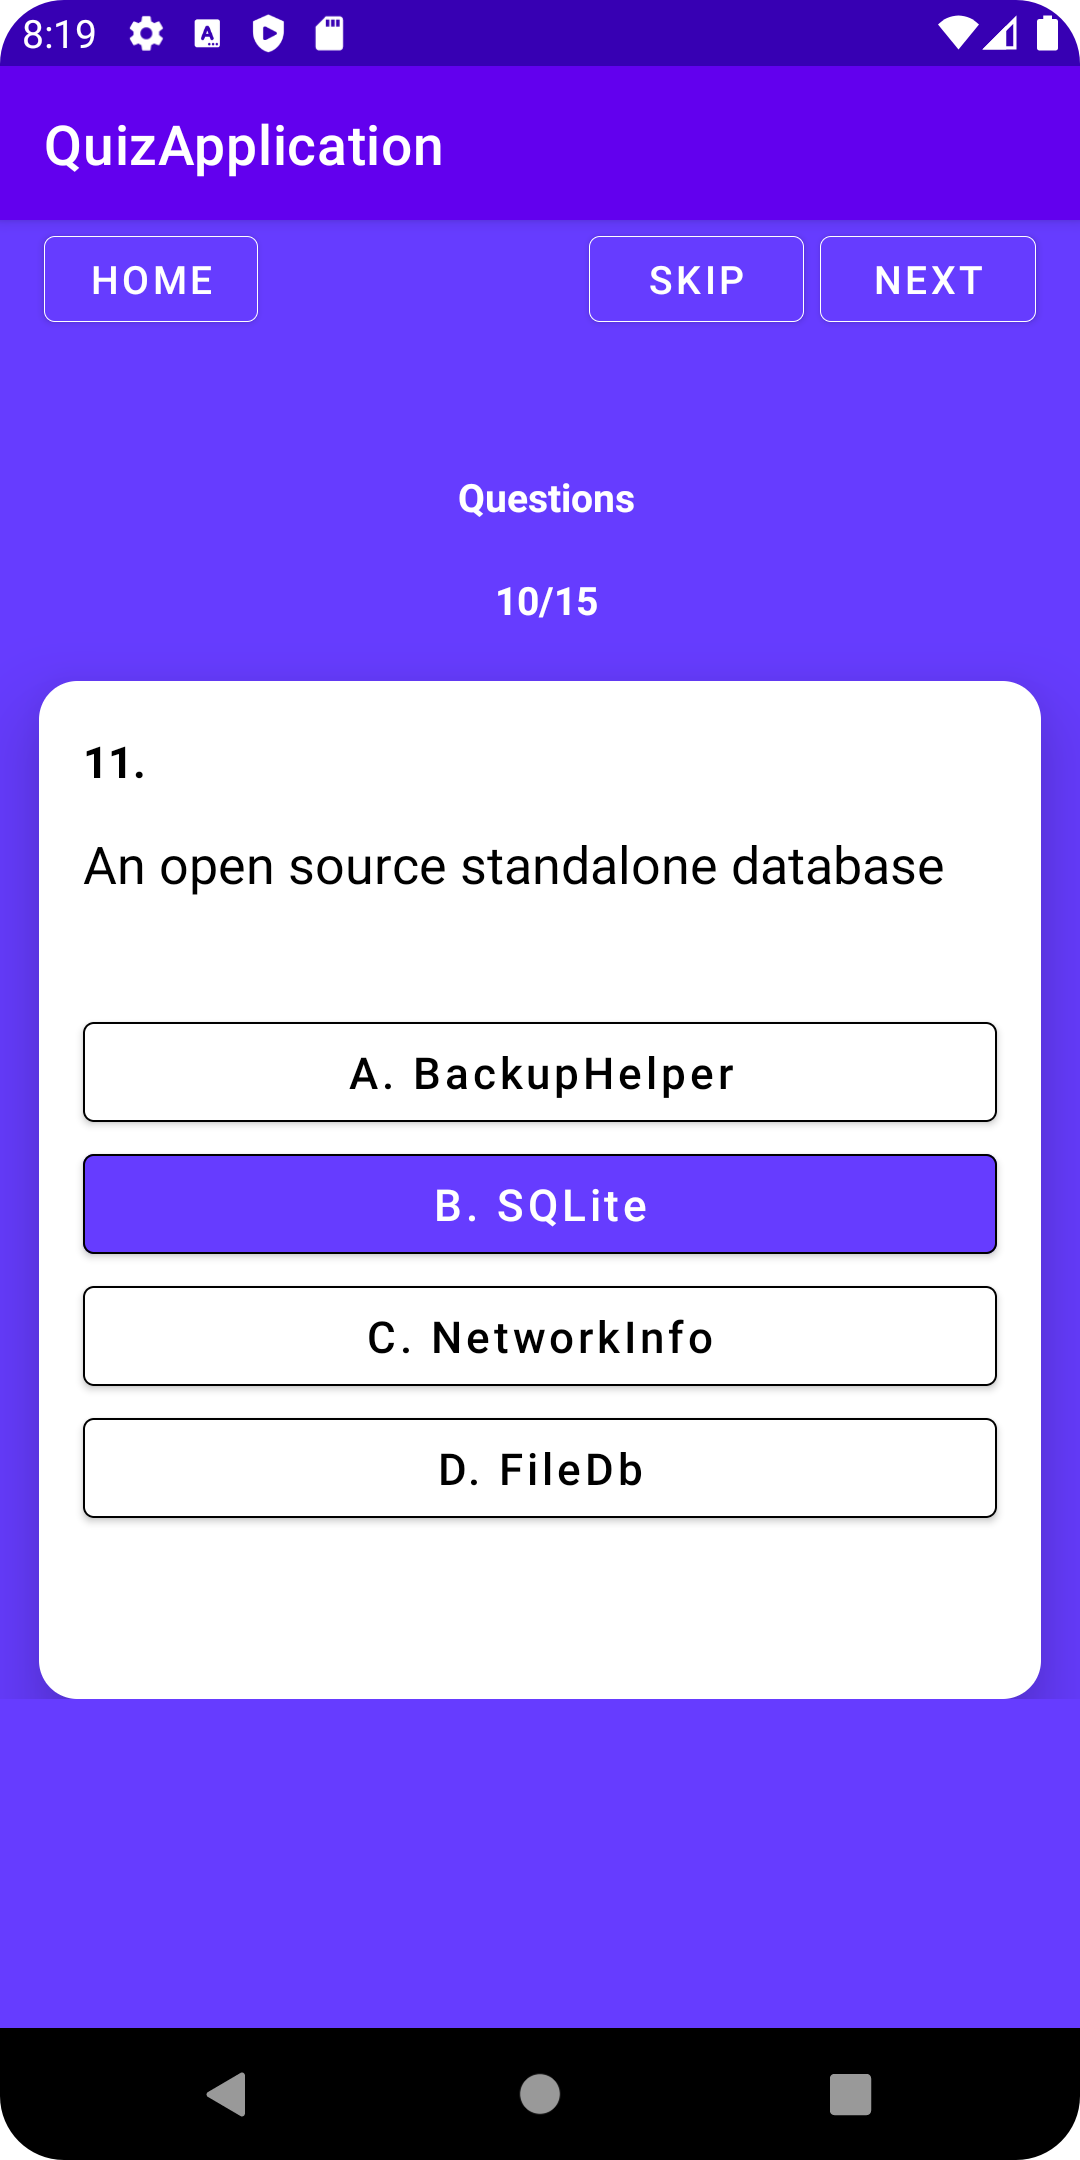 8:19
QuizApplication
HOME SKIP NEXT
Questions
10/15
11.
An open source standalone database
A. BackupHelper
B. SQLite
C. NetworkInfo
D. FileDb